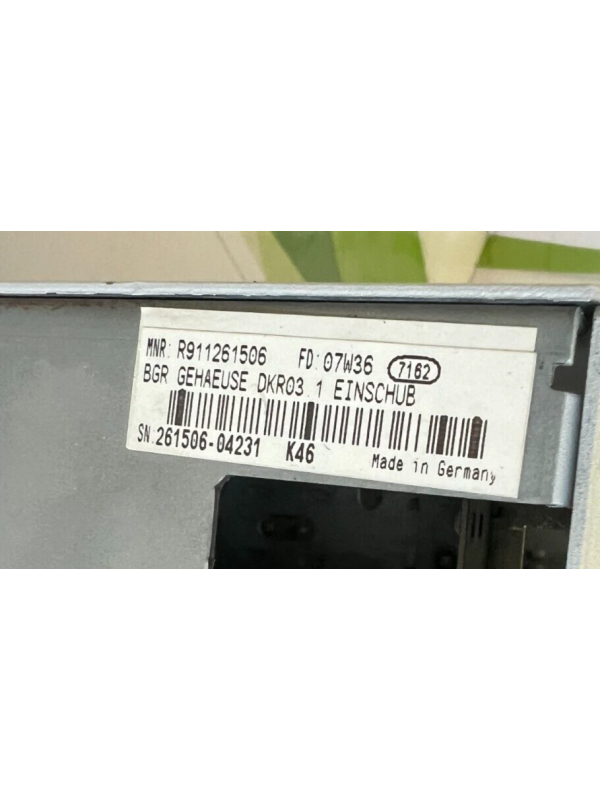 MNR: R911261506 FD: 07W36 7162
BGR GEHAEUSE DKR03.1 EINSCHUB
SN:261506-04231 K46 Made in Germany